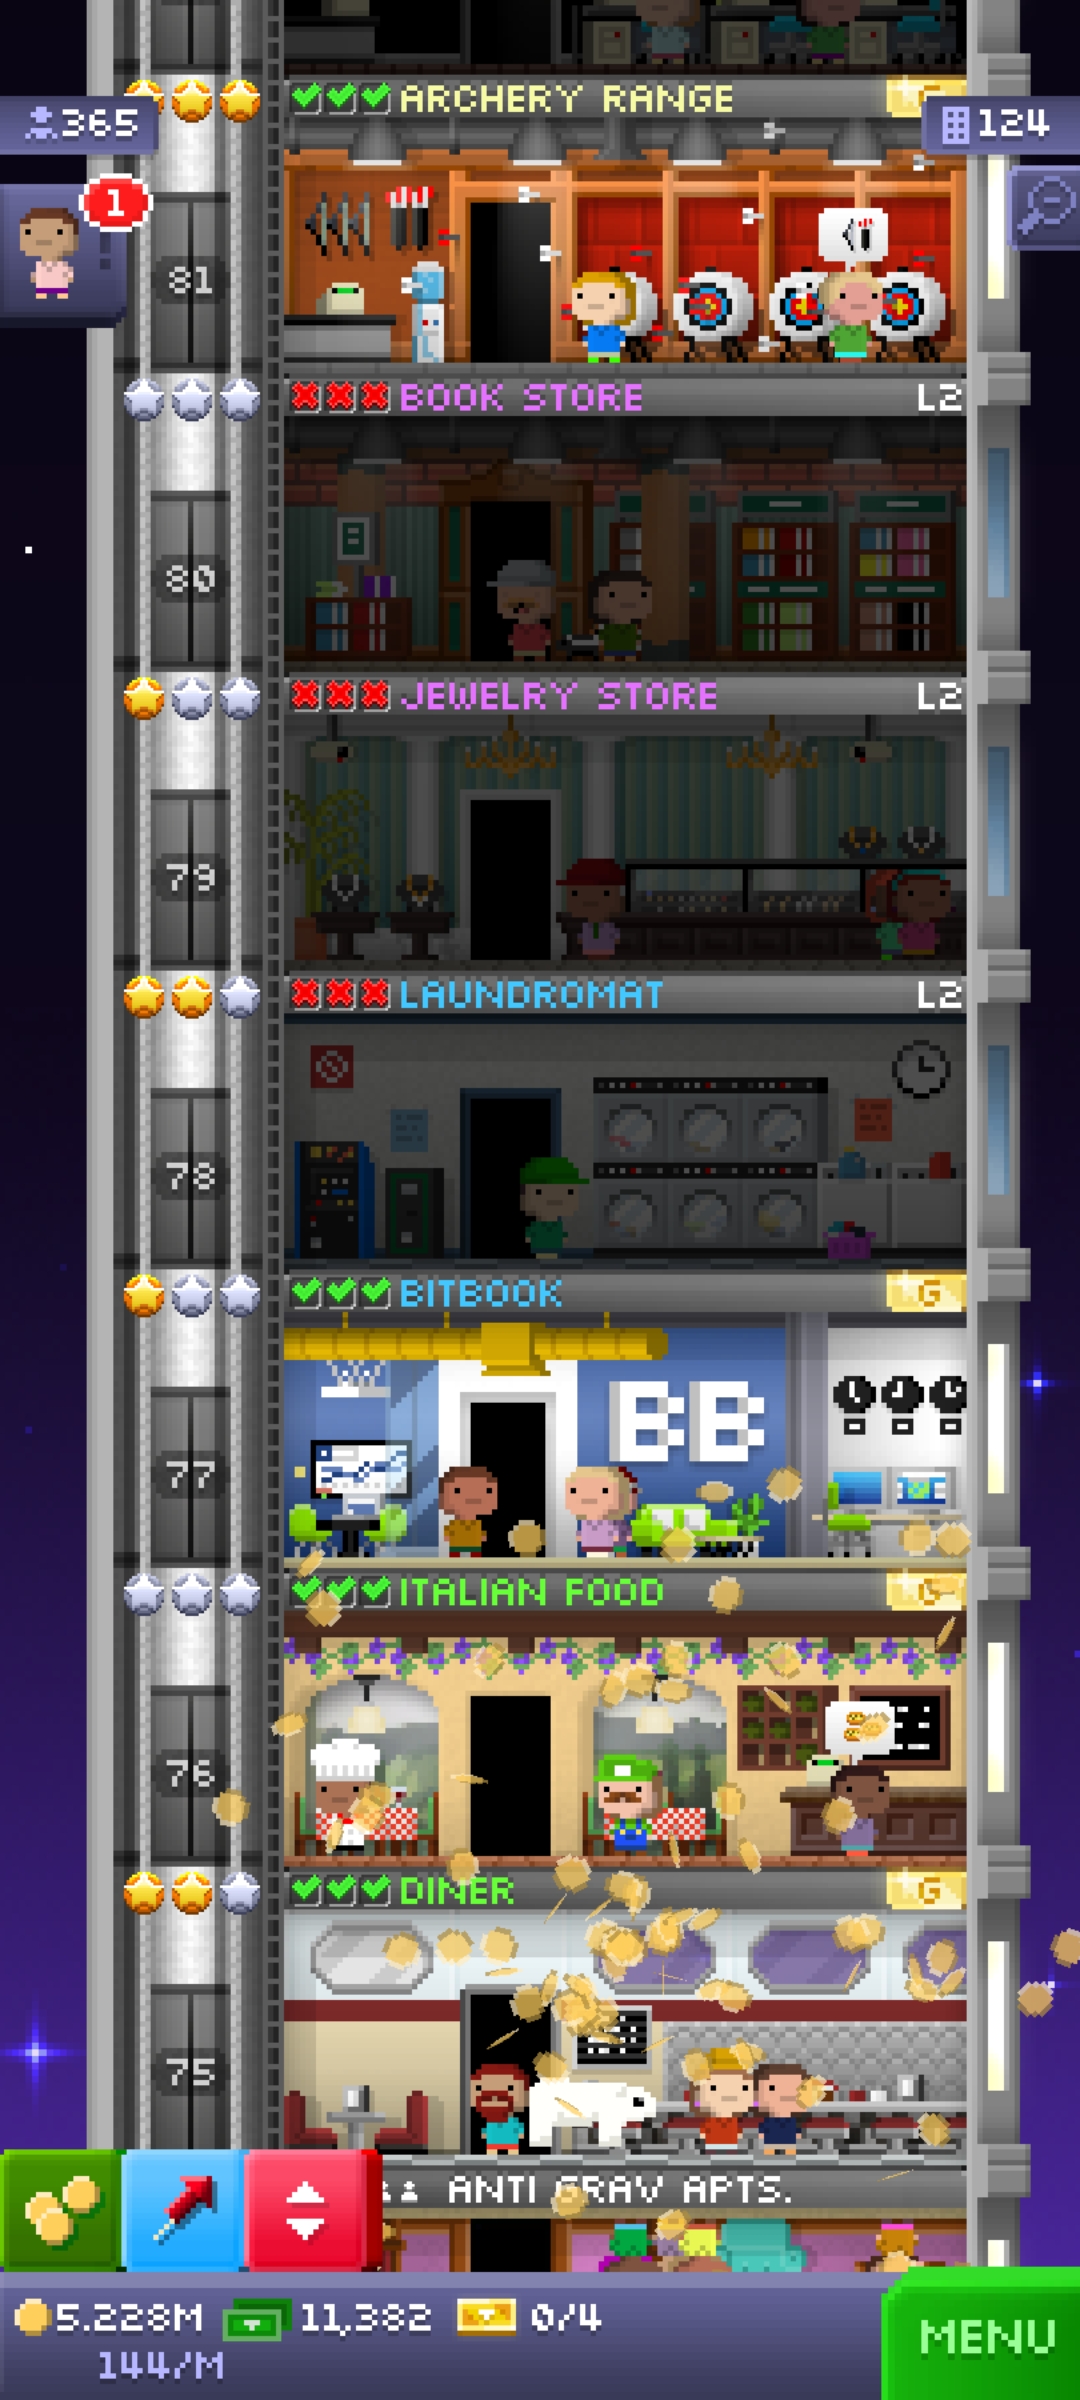 ARCHERY RANGE
365
124
1
81
BOOK STORE L2
80
JEWELRY STORE L2
79
LAUNDROMAT L2
78
BITBOOK G
BB
77
ITALIAN FOOD G
76
DINER G
75
ANTI GRAV APTS.
5.228M 11,382 0/4
144/M
MENU